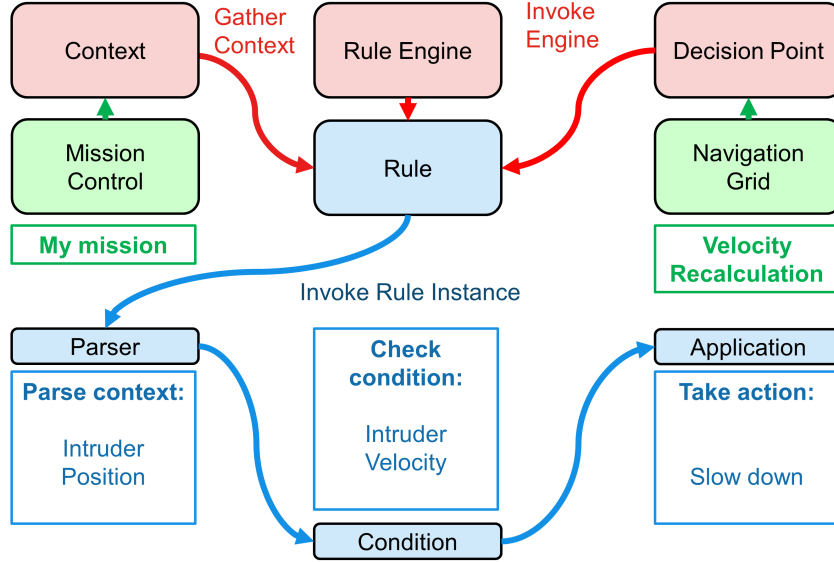 Context
Gather
Context
Rule Engine
Invoke
Engine
Decision Point
Mission
Control
Rule
Navigation
Grid
My mission
Velocity
Recalculation
Invoke Rule Instance
Parser
Parse context:
Intruder
Position
Check
condition:
Intruder
Velocity
Condition
Application
Take action:
Slow down